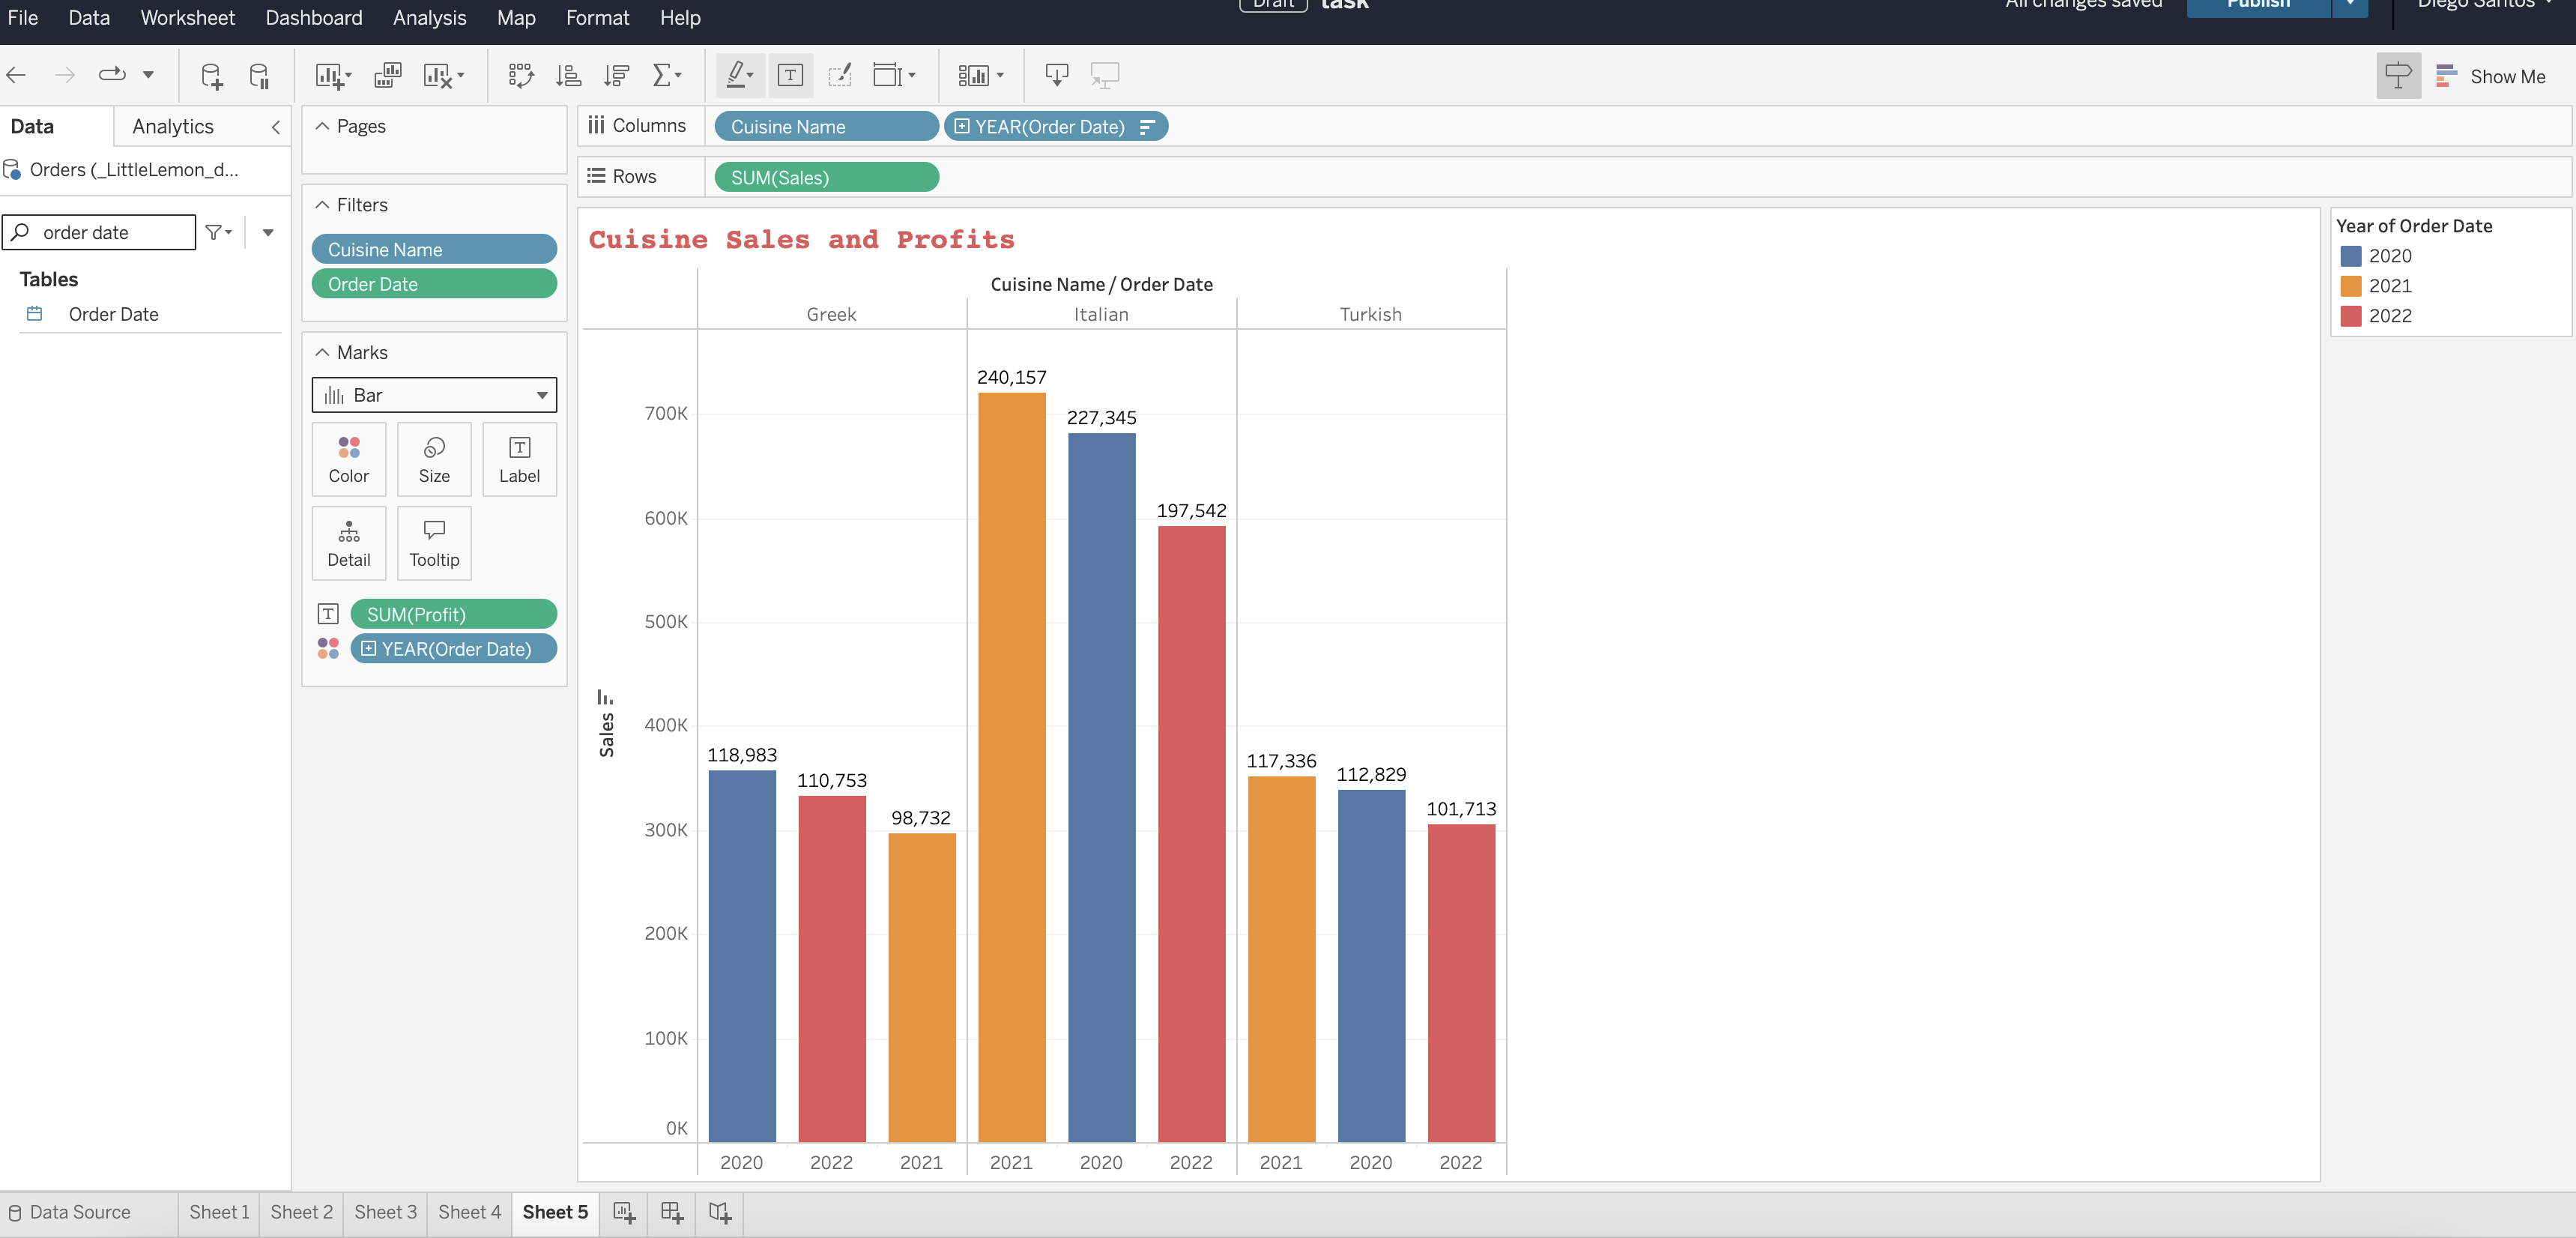 File Data Worksheet Dashboard Analysis Map Format Help
Draft task
All changes saved Publish Diego Santos
Show Me
Data Analytics
Orders (_LittleLemon_d...
order date
Tables
Order Date
Pages
Filters
Cuisine Name
Order Date
Marks
Bar
Color Size Label
Detail Tooltip
SUM(Profit)
YEAR(Order Date)
Columns Cuisine Name YEAR(Order Date)
Rows SUM(Sales)
Cuisine Sales and Profits
Cuisine Name / Order Date
Greek Italian Turkish
Sales
700K
600K
500K
400K
300K
200K
100K
0K
118,983
110,753
98,732
240,157
227,345
197,542
117,336
112,829
101,713
2020 2022 2021 2021 2020 2022 2021 2020 2022
Year of Order Date
2020
2021
2022
Data Source Sheet 1 Sheet 2 Sheet 3 Sheet 4 Sheet 5